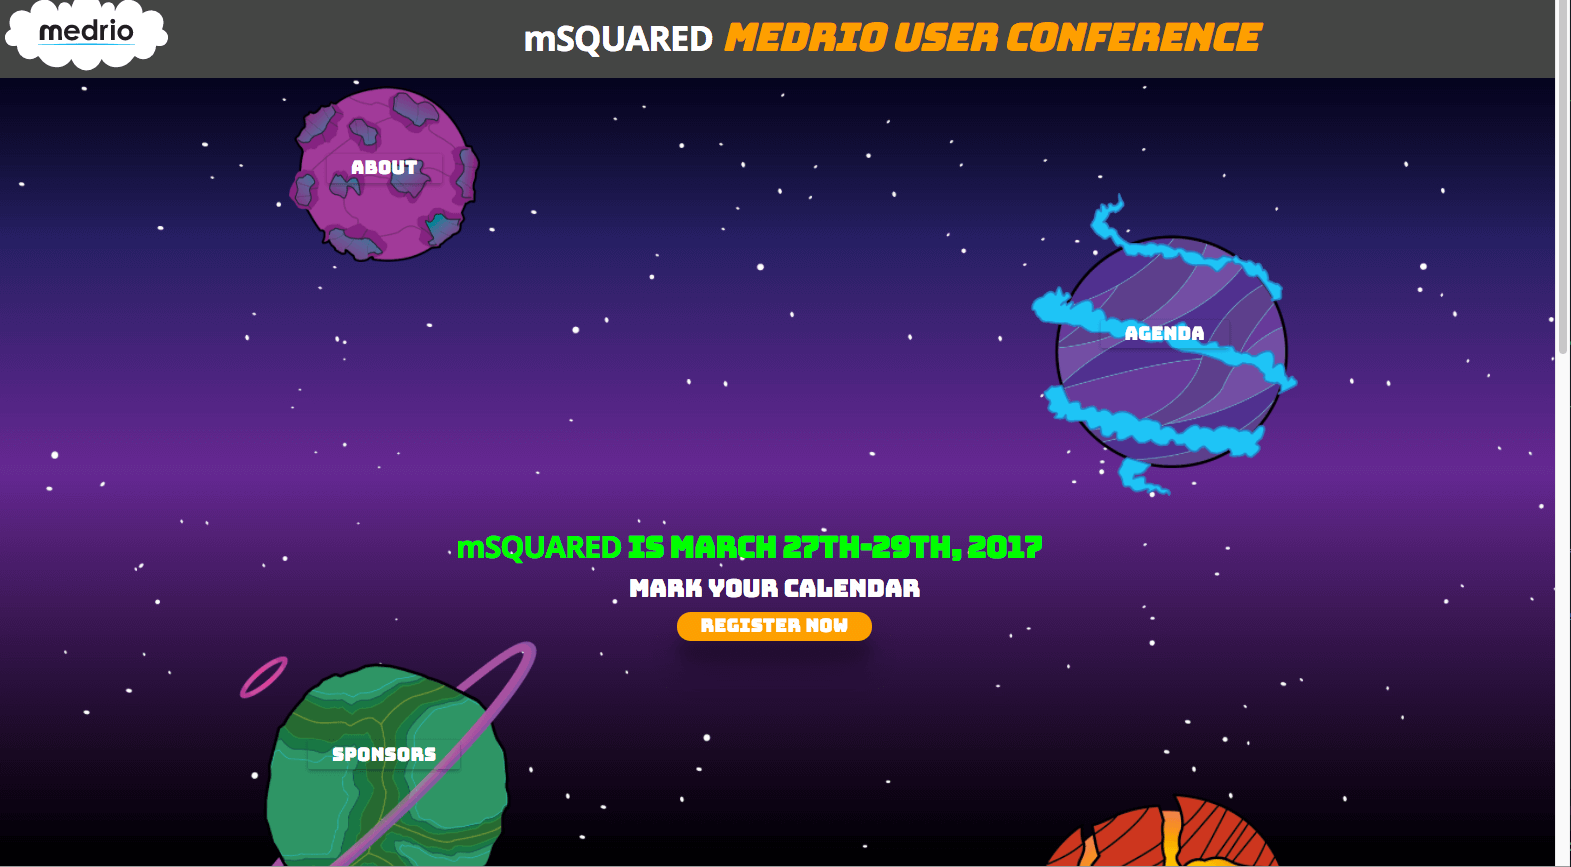 medrio
mSQUARED MEDRIO USER CONFERENCE
ABOUT
AGENDA
mSQUARED IS MARCH 27TH-29TH, 2017
MARK YOUR CALENDAR
REGISTER NOW
SPONSORS